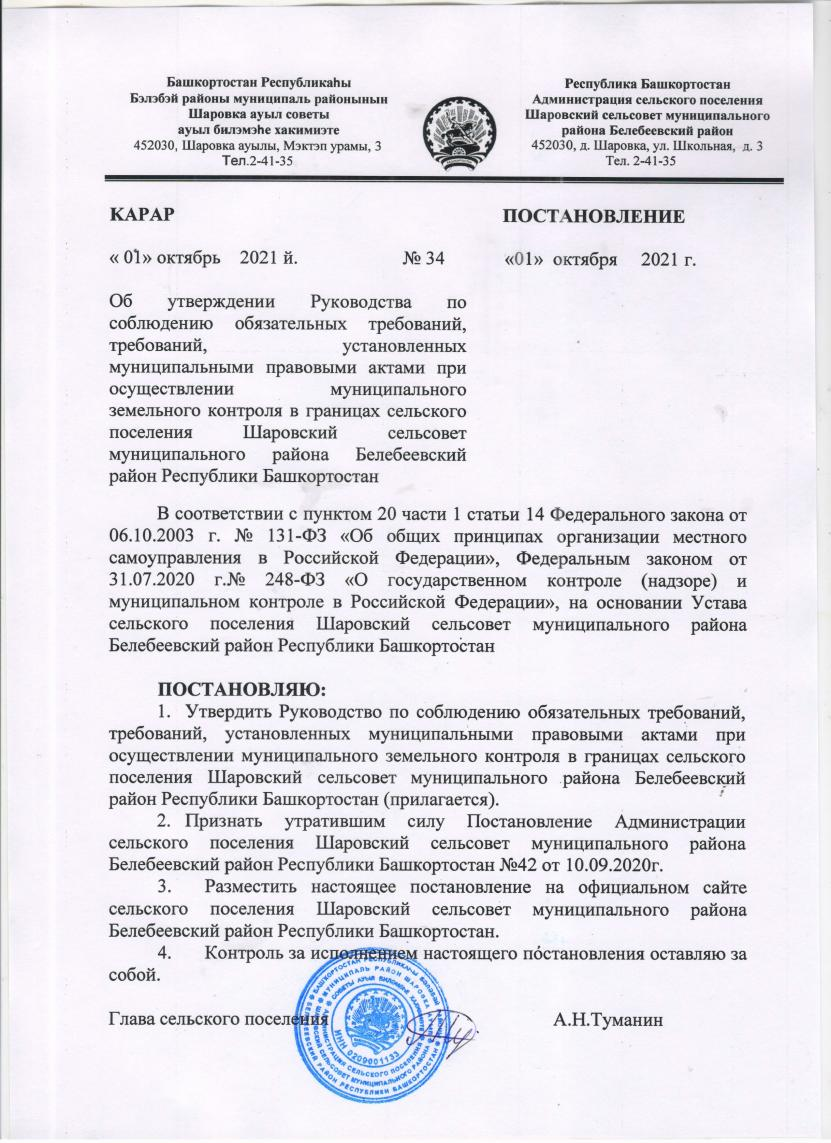 Башкортостан Республикаһы
Бэлэбэй районы муниципаль районынын
Шаровка ауыл советы
ауыл билэмэһе хакимиэте
452030, Шаровка ауылы, Мэктэп урамы, 3
Тел.2-41-35
Республика Башкортостан
Администрация сельского поселения
Шаровский сельсовет муниципального
района Белебеевский район
452030, д. Шаровка, ул. Школьная, д. 3
Тел. 2-41-35
КАРАР ПОСТАНОВЛЕНИЕ
« 01» октябрь 2021 й. № 34 «01» октября 2021 г.
Об утверждении Руководства по
соблюдению обязательных требований,
требований, установленных
муниципальными правовыми актами при
осуществлении муниципального
земельного контроля в границах сельского
поселения Шаровский сельсовет
муниципального района Белебеевский
район Республики Башкортостан
В соответствии с пунктом 20 части 1 статьи 14 Федерального закона от
06.10.2003 г. № 131-ФЗ «Об общих принципах организации местного
самоуправления в Российской Федерации», Федеральным законом от
31.07.2020 г.№ 248-ФЗ «О государственном контроле (надзоре) и
муниципальном контроле в Российской Федерации», на основании Устава
сельского поселения Шаровский сельсовет муниципального района
Белебеевский район Республики Башкортостан
ПОСТАНОВЛЯЮ:
1. Утвердить Руководство по соблюдению обязательных требований,
требований, установленных муниципальными правовыми актами при
осуществлении муниципального земельного контроля в границах сельского
поселения Шаровский сельсовет муниципального района Белебеевский
район Республики Башкортостан (прилагается).
2. Признать утратившим силу Постановление Администрации
сельского поселения Шаровский сельсовет муниципального района
Белебеевский район Республики Башкортостан №42 от 10.09.2020г.
3. Разместить настоящее постановление на официальном сайте
сельского поселения Шаровский сельсовет муниципального района
Белебеевский район Республики Башкортостан.
4. Контроль за исполнением настоящего постановления оставляю за
собой.
Глава сельского поселения А.Н.Туманин
ИНН 0209001133